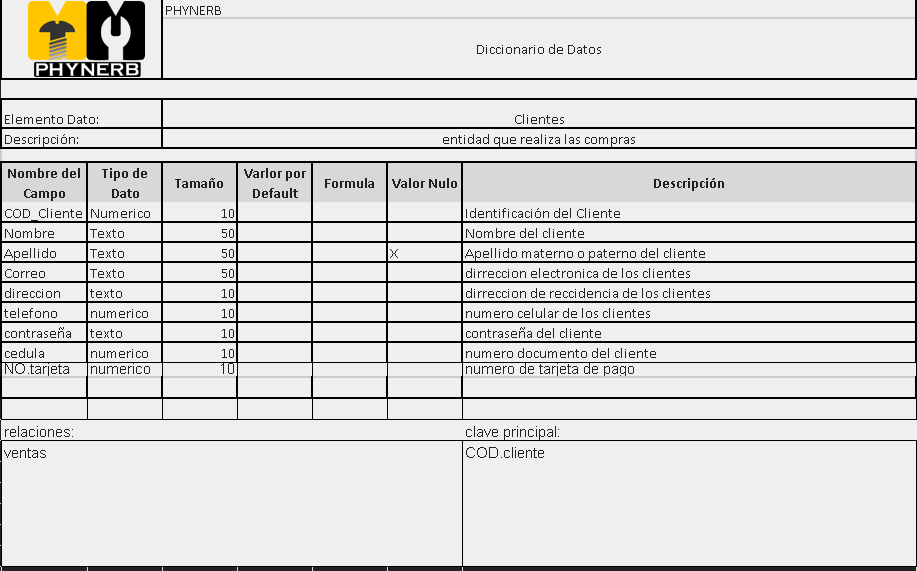 PHYNERB
PHYNERB
Diccionario de Datos
Elemento Dato: Clientes
Descripción: entidad que realiza las compras
Nombre del Campo Tipo de Dato Tamaño Varlor por Default Formula Valor Nulo Descripción
COD_Cliente Numerico 10 Identificación del Cliente
Nombre Texto 50 Nombre del cliente
Apellido Texto 50 X Apellido materno o paterno del cliente
Correo Texto 50 dirreccion electronica de los clientes
direccion texto 10 dirreccion de reccidencia de los clientes
telefono numerico 10 numero celular de los clientes
contraseña texto 10 contraseña del cliente
cedula numerico 10 numero documento del cliente
NO.tarjeta numerico 10 numero de tarjeta de pago
relaciones: clave principal:
ventas COD.cliente